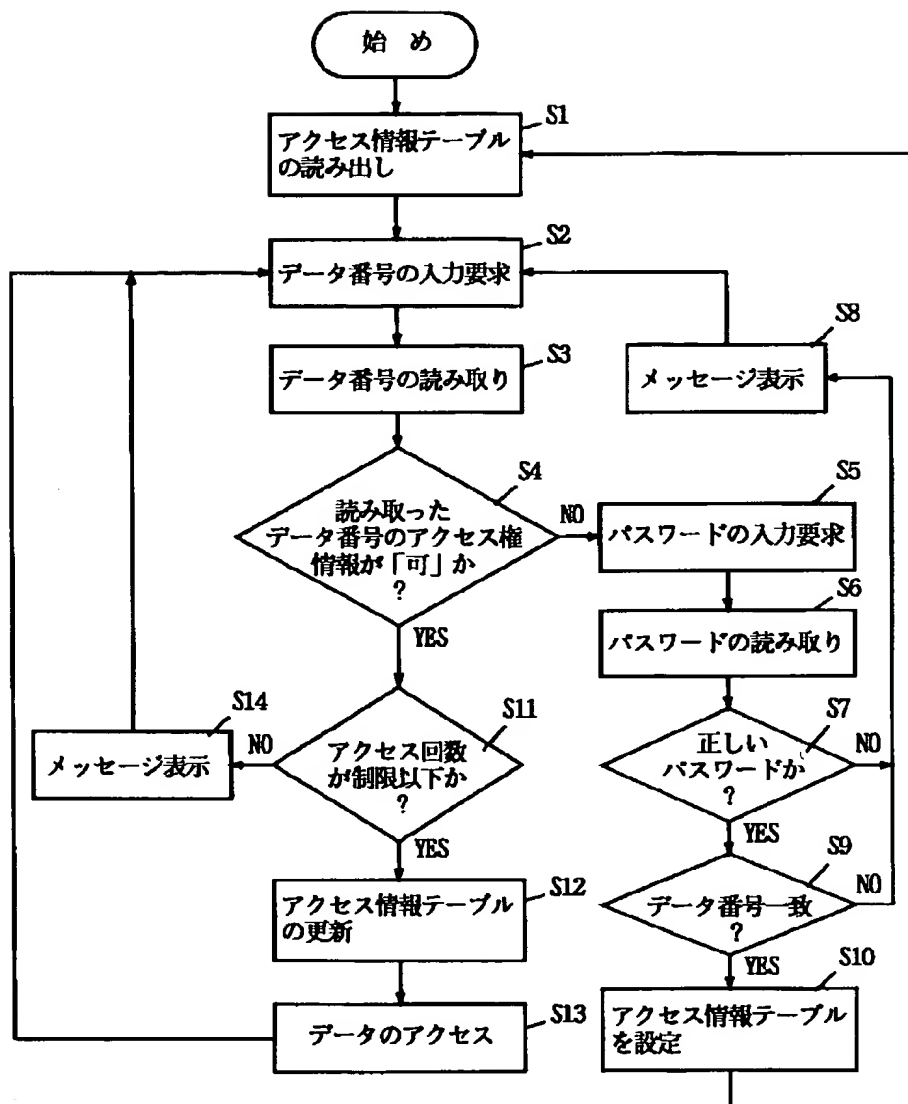 始 め
S1
アクセス情報テーブル
の読み出し
S2
データ番号の入力要求
S3
データ番号の読み取り
S8
メッセージ表示
S4
読み取った
データ番号のアクセス権
情報が「可」か
?
NO
YES
S5
パスワードの入力要求
S6
パスワードの読み取り
S7
正しい
パスワードか
?
NO
YES
S9
データ番号一致
?
NO
YES
S10
アクセス情報テーブル
を設定
S11
アクセス回数
が制限以下か
?
NO
YES
S14
メッセージ表示
S12
アクセス情報テーブル
の更新
S13
データのアクセス